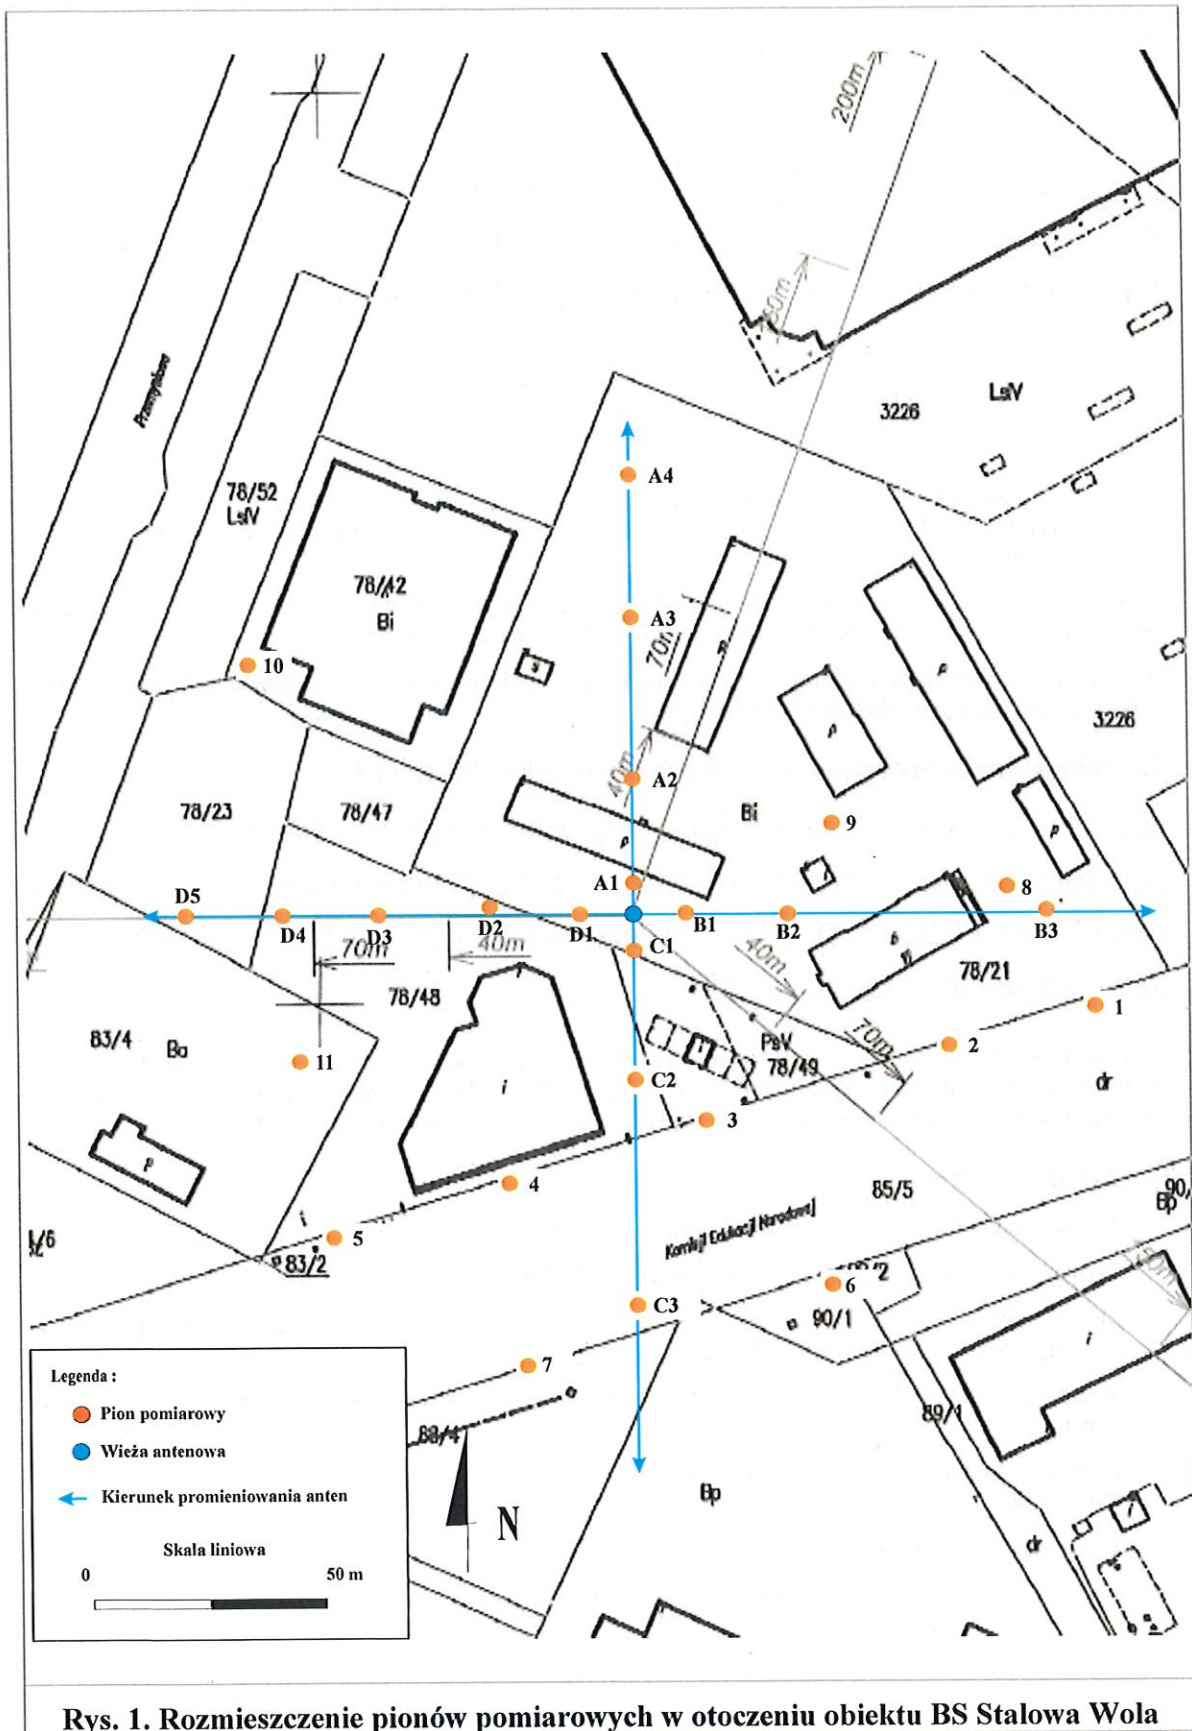 200m
150m
3226
LsIV
A4
78/52
LsIV
78/42
Bi
A3
70m
10
p
3226
p
p
40m
A2
78/23
78/47
Bi
9
p
p
A1
8
D5
D4
D3
D2
D1
B1
B2
B3
C1
70m
40m
40m
6
78/21
78/48
1
83/4
Ba
2
PsV
78/49
70m
11
i
C2
dr
3
p
4
85/5
90/
Bp
Komisji Edukacji Narodowej
5
83/2
6
150m
C3
90/1
i
7
Legenda :
Pion pomiarowy
Wieża antenowa
Kierunek promieniowania anten
Skala liniowa
0
50 m
88/4
89/1
N
Bp
dr
Rys. 1. Rozmieszczenie pionów pomiarowych w otoczeniu obiektu BS Stalowa Wola